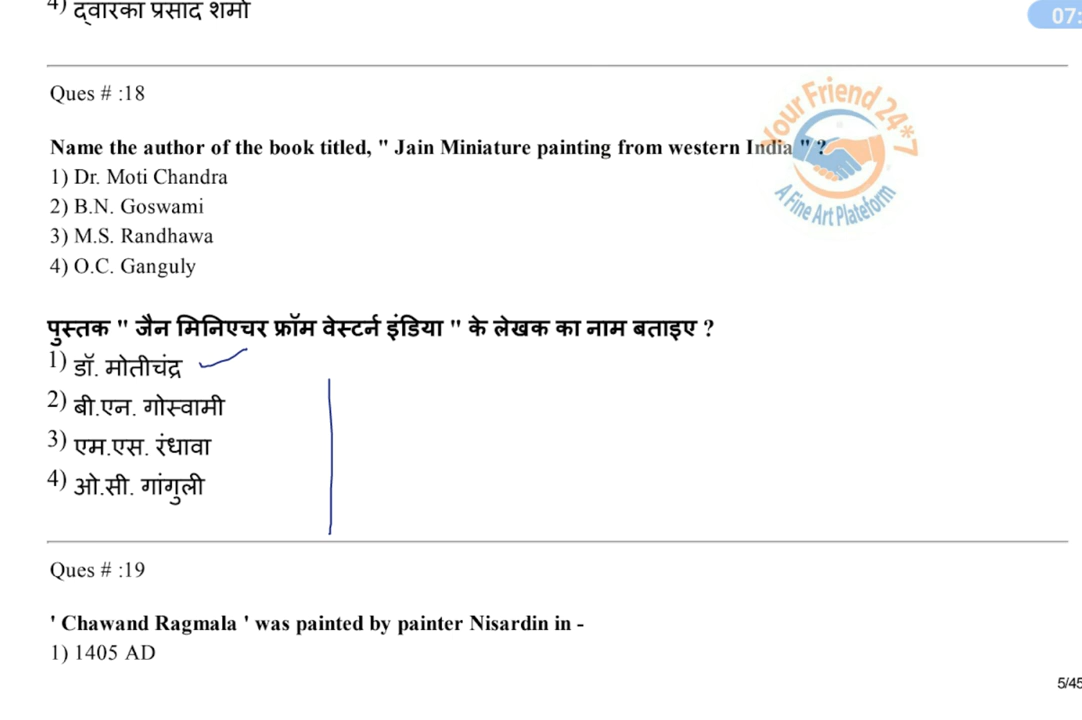 4) द्वारका प्रसाद शर्मा
07:
Ques # :18
Name the author of the book titled, " Jain Miniature painting from western India " ?
1) Dr. Moti Chandra
2) B.N. Goswami
3) M.S. Randhawa
4) O.C. Ganguly
Your Friend 24*7
A Fine Art Plateform
पुस्तक " जैन मिनिएचर फ्रॉम वेस्टर्न इंडिया " के लेखक का नाम बताइए ?
1) डॉ. मोतीचंद्र
2) बी.एन. गोस्वामी
3) एम.एस. रंधावा
4) ओ.सी. गांगुली
Ques # :19
' Chawand Ragmala ' was painted by painter Nisardin in -
1) 1405 AD
5/45